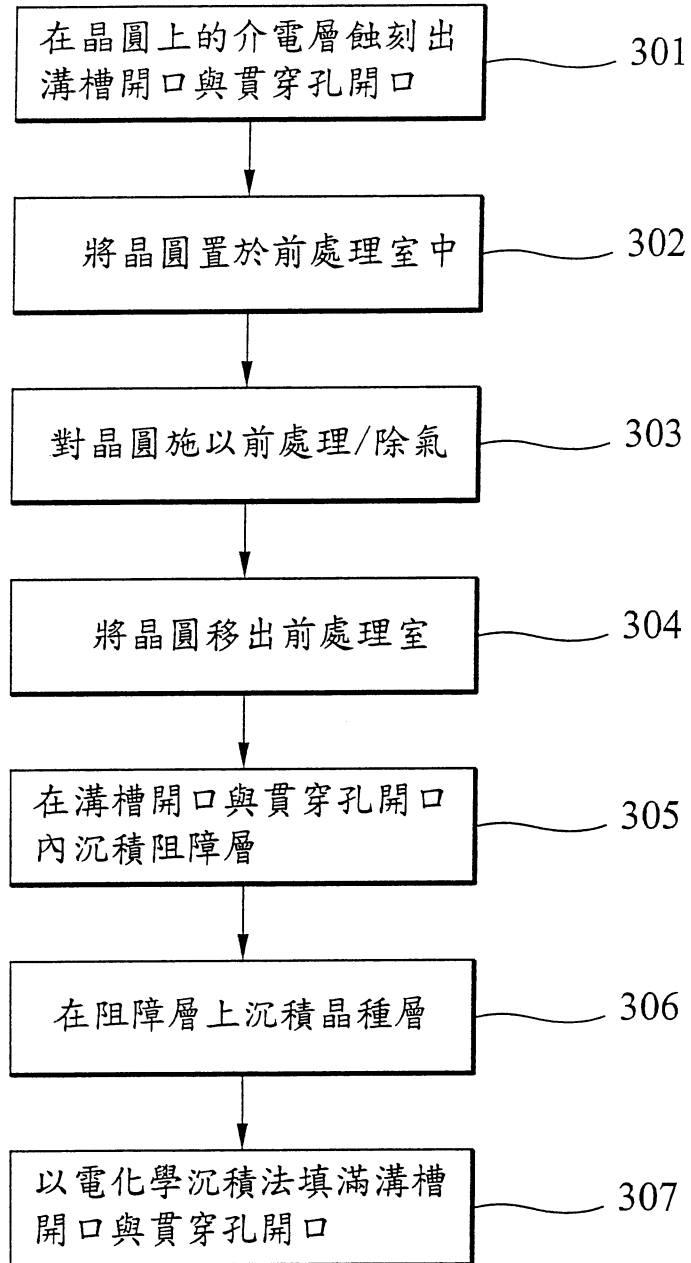 在晶圓上的介電層蝕刻出
溝槽開口與貫穿孔開口
301
將晶圓置於前處理室中
302
對晶圓施以前處理/除氣
303
將晶圓移出前處理室
304
在溝槽開口與貫穿孔開口
內沉積阻障層
305
在阻障層上沉積晶種層
306
以電化學沉積法填滿溝槽
開口與貫穿孔開口
307